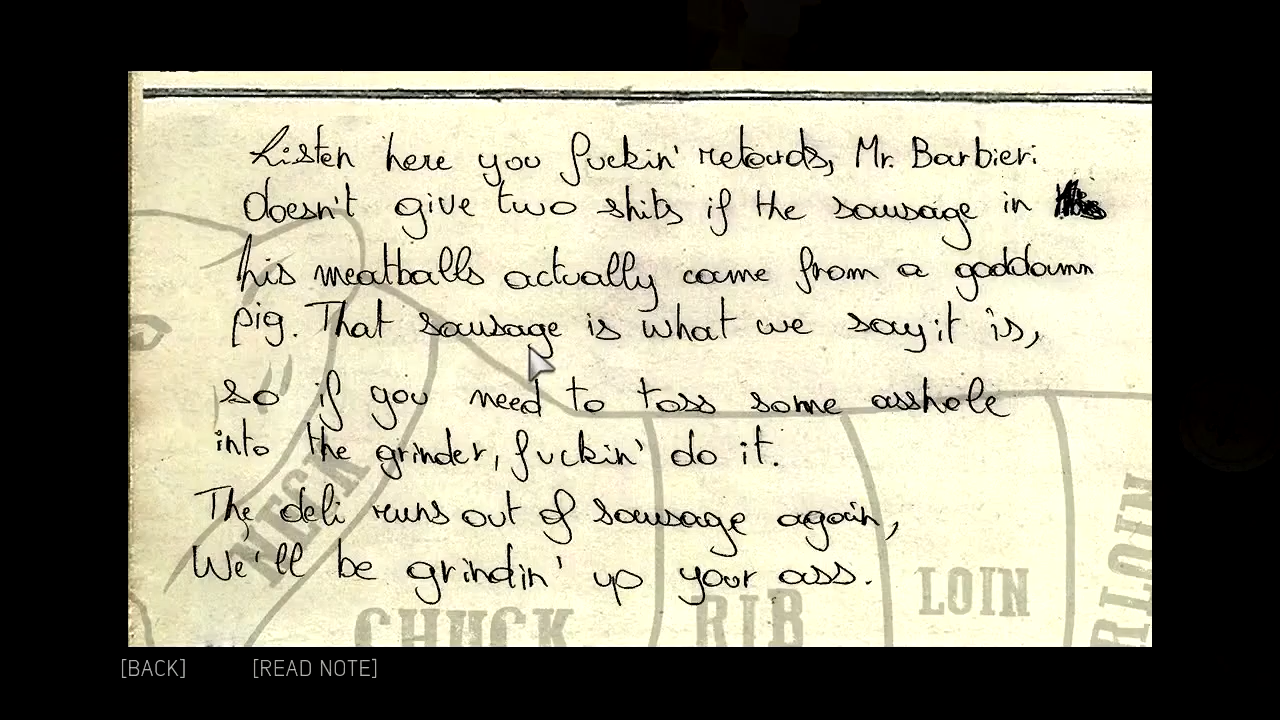 Listen here you fuckin' retards, Mr. Barbieri
doesn't give two shits if the sausage in
his meatballs actually came from a goddamn
pig. That sausage is what we say it is,
so if you need to toss some asshole
into the grinder, fuckin' do it.
The deli runs out of sausage again,
We'll be grindin' up your ass.
NECK
CHUCK
RIB
LOIN
[BACK] [READ NOTE]